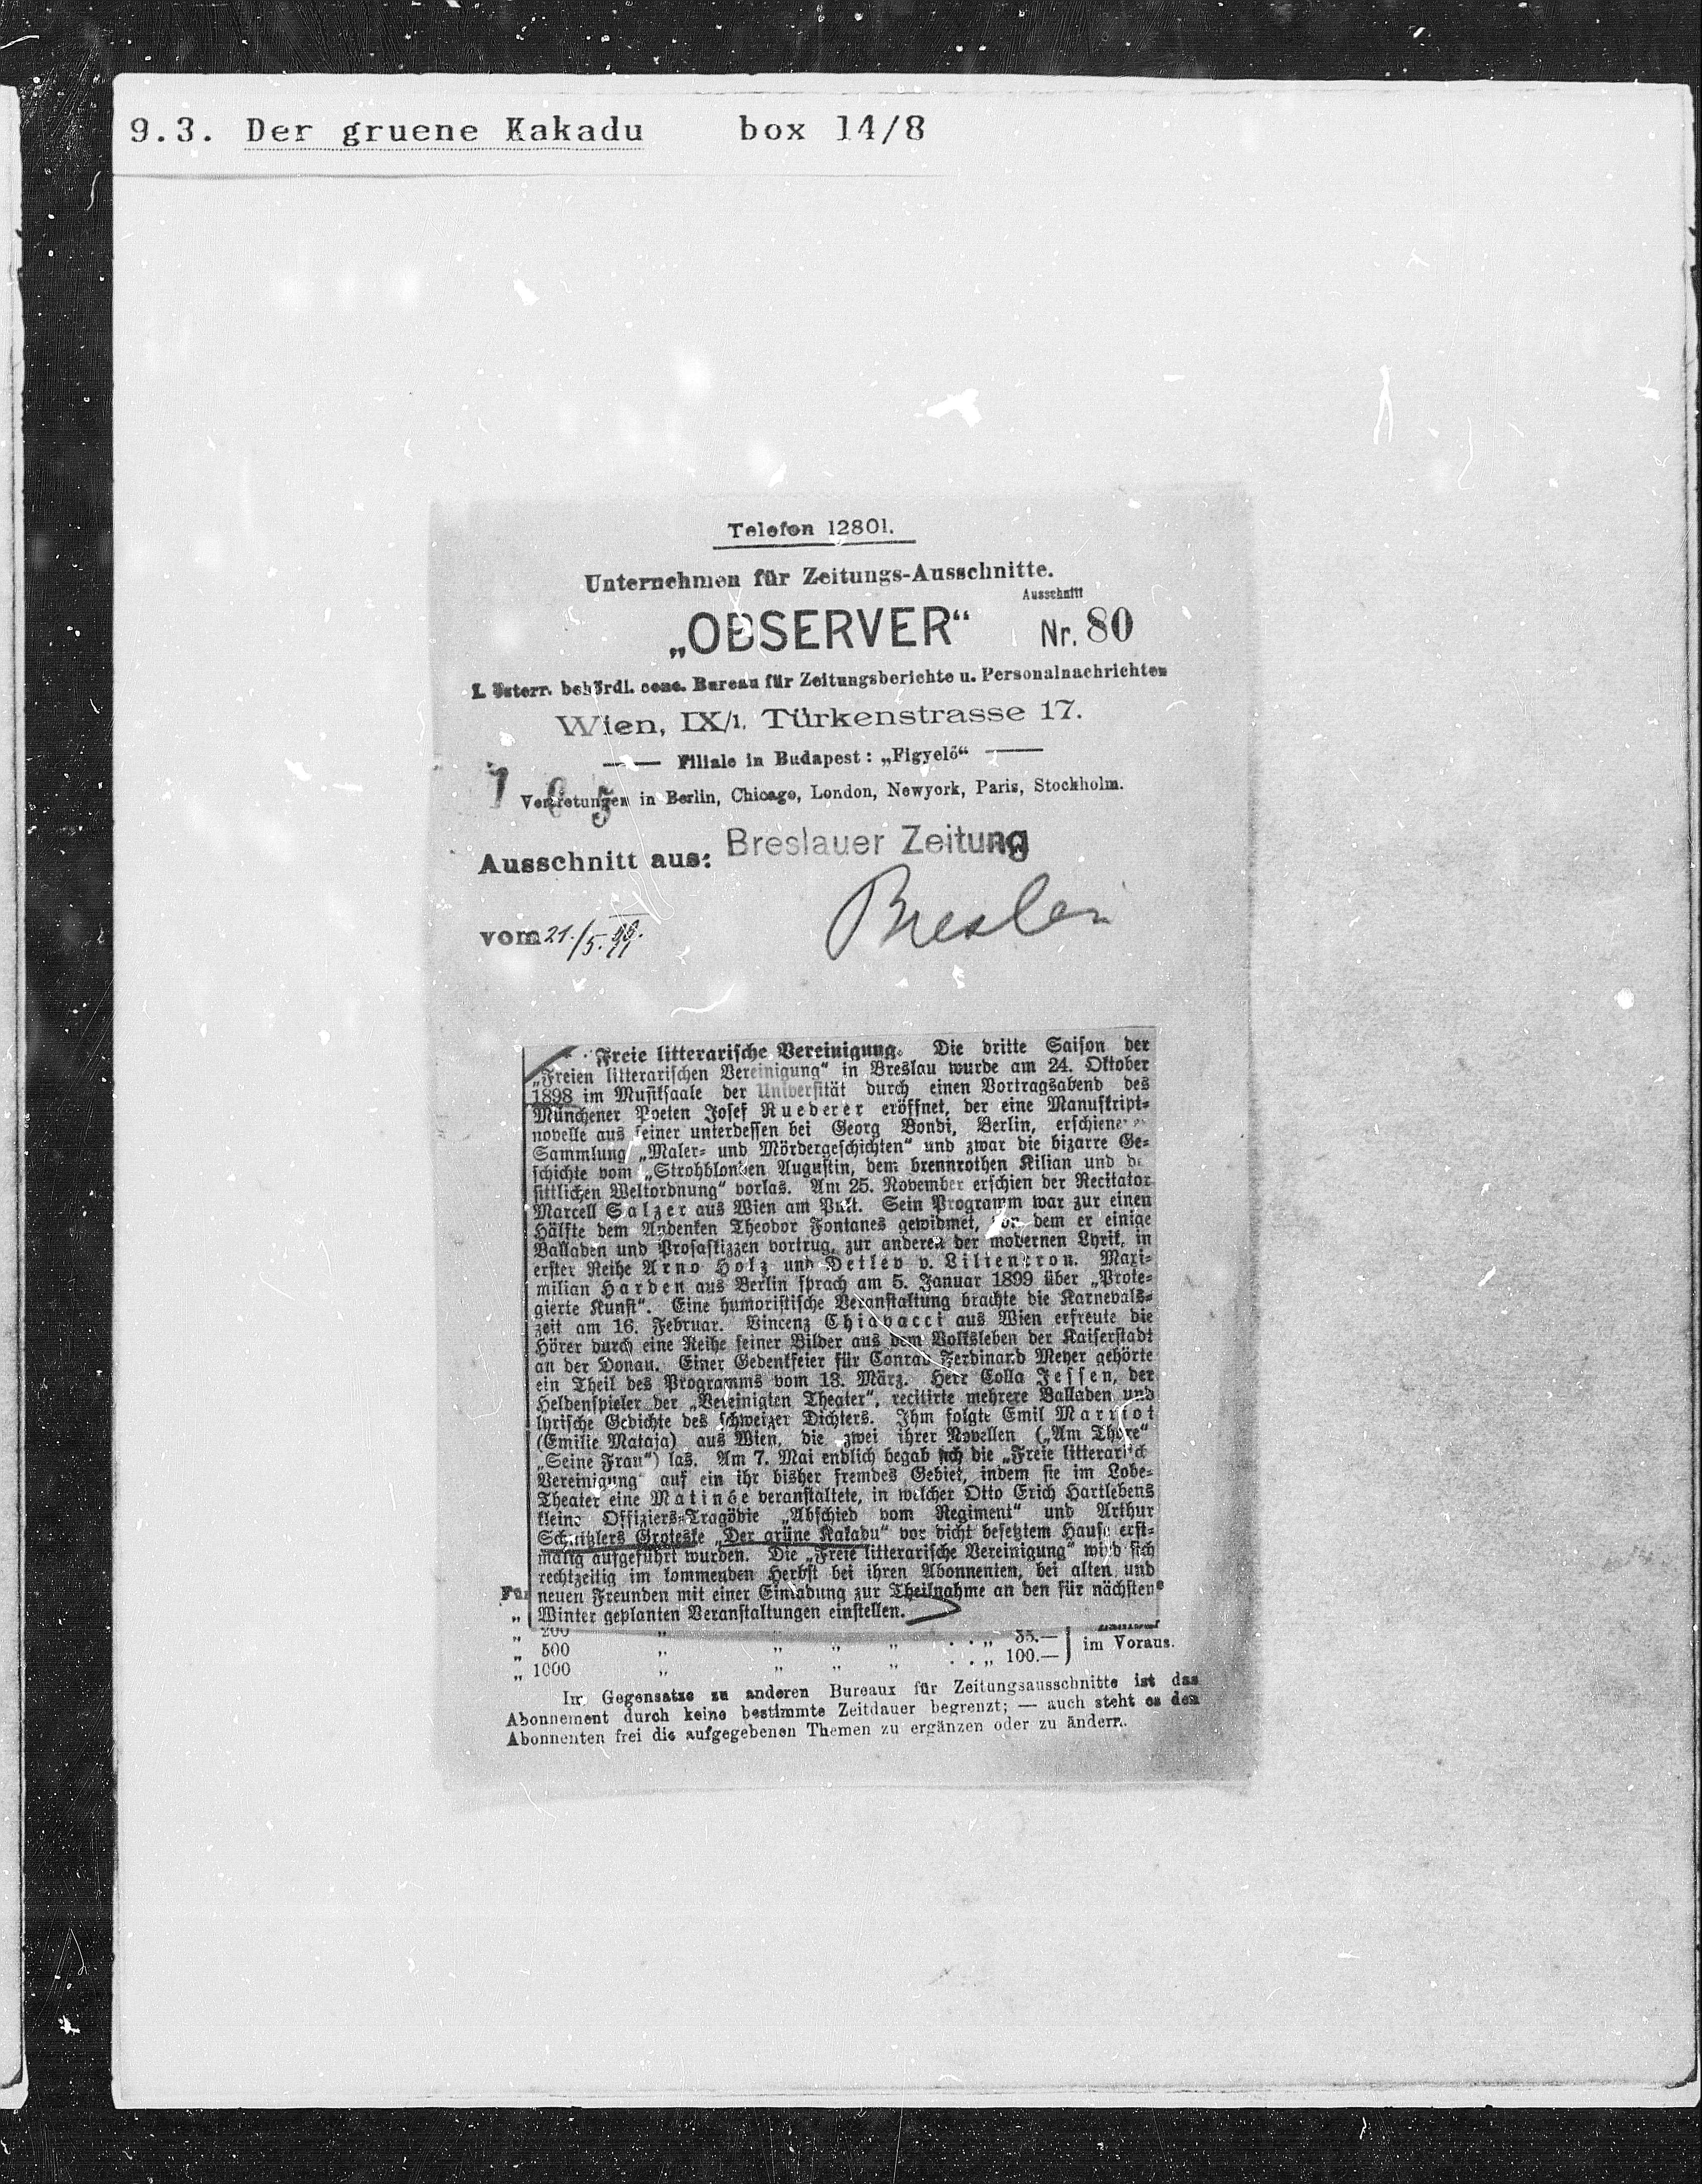 9.3. Der gruene Kakadu box 14/8
Telefon 12801.
Unternehmen für Zeitungs-Ausschnitte.
Ausschnitt
„OBSERVER“ Nr. 80
I. österr. behördl. conc. Bureau für Zeitungsberichte u. Personalnachrichten
Wien, IX/1. Türkenstrasse 17.
— Filiale in Budapest: „Figyelő“ —
Vertretungen in Berlin, Chicago, London, Newyork, Paris, Stockholm.
Ausschnitt aus: Breslauer Zeitung
Breslau
vom 21./5. 99.
Freie litterarische Vereinigung. Die dritte Saison der
„Freien litterarischen Vereinigung“ in Breslau wurde am 24. Oktober
1898 im Musiksaale der Universität durch einen Vortragsabend des
Münchener Poeten Josef Ruederer eröffnet, der eine Manuskript-
novelle aus seiner unterdessen bei Georg Bondi, Berlin, erschienenen
Sammlung „Maler- und Mördergeschichten“ und zwar die bizarre Ge-
schichte vom „Strohblonden Augustin, dem brennrothen Kilian und der
sittlichen Weltordnung“ vorlas. Am 25. November erschien der Recitator
Marcell Salzer aus Wien am Pult. Sein Programm war zur einen
Hälfte dem Andenken Theodor Fontanes gewidmet, von dem er einige
Balladen und Prosaskizzen vortrug, zur anderen der modernen Lyrik, in
erster Reihe Arno Holz und Detlev v. Liliencron. Maxi-
milian Harden aus Berlin sprach am 5. Januar 1899 über „Prote-
gierte Kunst“. Eine humoristische Veranstaltung brachte die Karnevals-
zeit am 16. Februar. Vincenz Chiavacci aus Wien erfreute die
Hörer durch eine Reihe seiner Bilder aus dem Volksleben der Kaiserstadt
an der Donau. Einer Gedenkfeier für Conrad Ferdinand Meyer gehörte
ein Theil des Programms vom 13. März. Herr Colla Jessen, der
Heldenspieler der „Vereinigten Theater“, recitirte mehrere Balladen und
lyrische Gedichte des schweizer Dichters. Ihm folgte Emil Marriot
(Emilie Mataja) aus Wien, die zwei ihrer Novellen („Am Thore“
„Seine Frau“) las. Am 7. Mai endlich begab sich die „Freie litterarische
Vereinigung“ auf ein ihr bisher fremdes Gebiet, indem sie im Lobe-
Theater eine Matinée veranstaltete, in welcher Otto Erich Hartlebens
kleine Offiziers-Tragödie „Abschied vom Regiment“ und Arthur
Schnitzlers Groteske „Der grüne Kakadu“ vor dicht besetztem Hause erst-
malig aufgeführt wurden. Die „Freie litterarische Vereinigung“ wird sich
rechtzeitig im kommenden Herbst bei ihren Abonnenten, bei alten und
neuen Freunden mit einer Einladung zur Theilnahme an den für nächsten
Winter geplanten Veranstaltungen einstellen.
Für
„ 200 „ „ „ „ . . „ 35.—
„ 500 „ „ „ „ . . „ 100.— im Voraus.
„ 1000 „ „ „ „
Im Gegensatze zu anderen Bureaux für Zeitungsausschnitte ist das
Abonnement durch keine bestimmte Zeitdauer begrenzt; — auch steht es den
Abonnenten frei die aufgegebenen Themen zu ergänzen oder zu ändern.